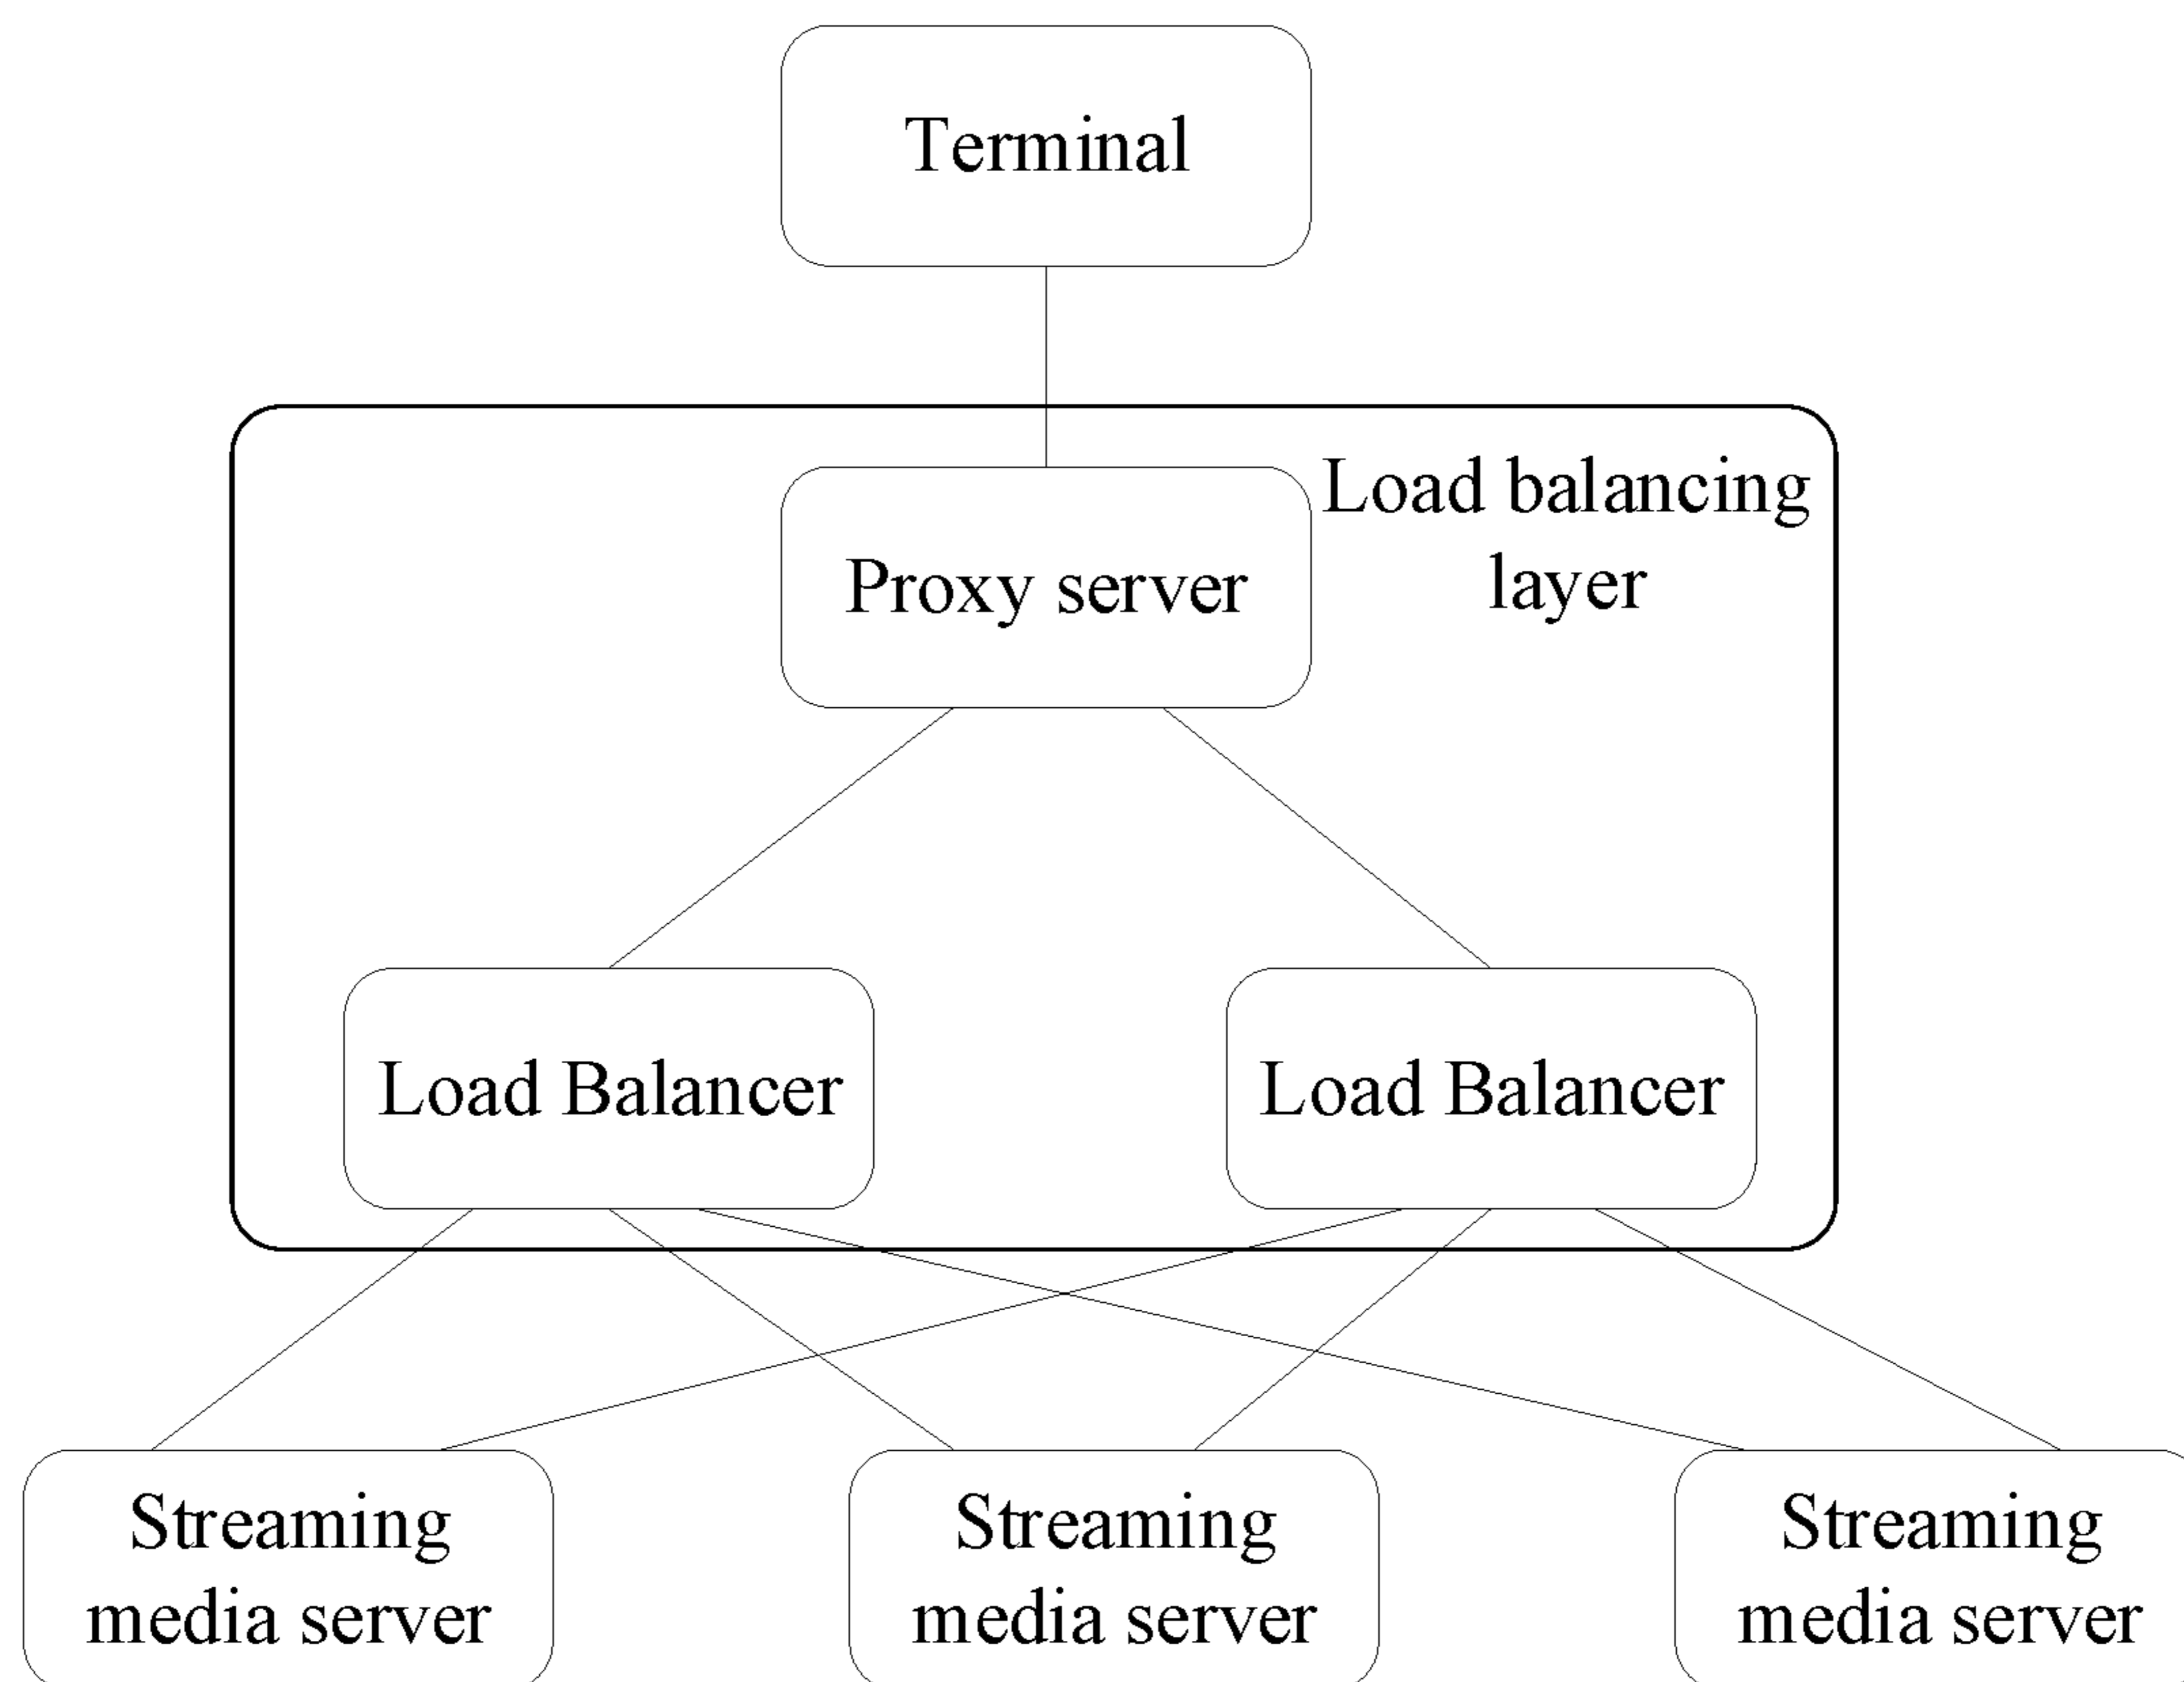 Terminal
Load balancing
layer
Proxy server
Load Balancer
Load Balancer
Streaming
media server
Streaming
media server
Streaming
media server